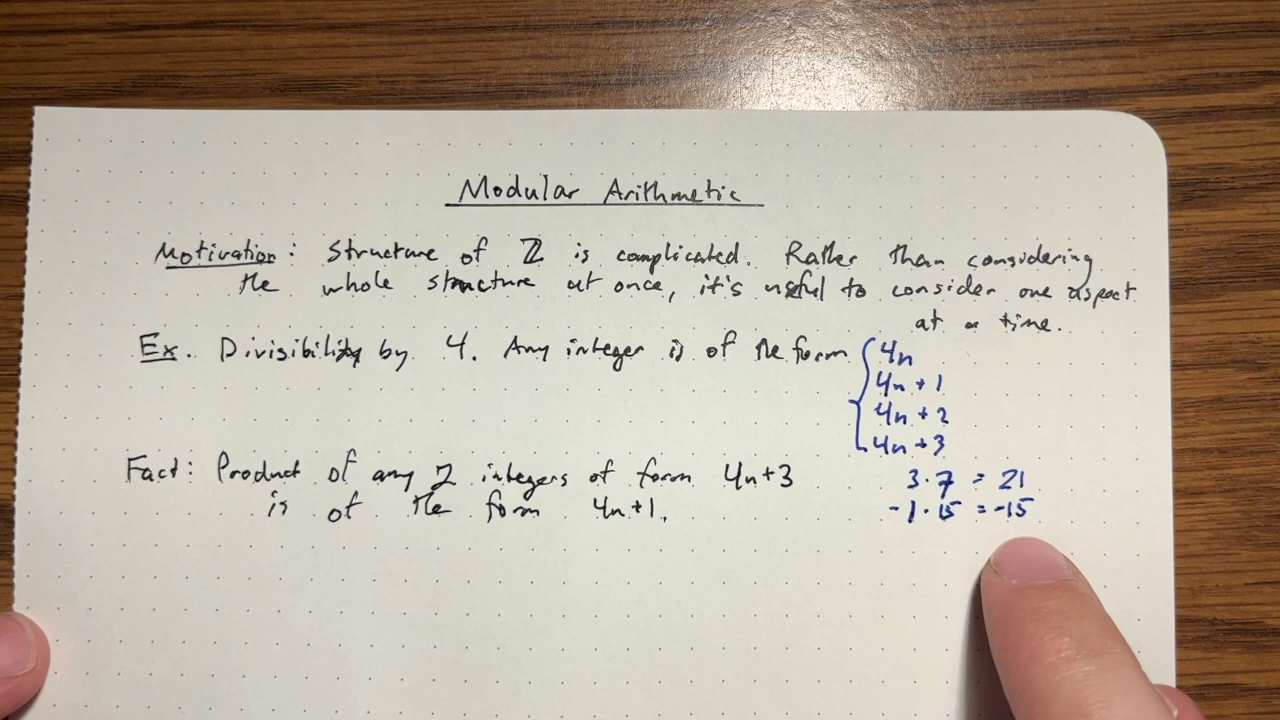 Modular Arithmetic
Motivation: Structure of ℤ is complicated. Rather than considering
the whole structure at once, it's useful to consider one aspect
at a time.
Ex. Divisibility by 4. Any integer is of the form { 4n
4n + 1
4n + 2
4n + 3
Fact: Product of any 2 integers of form 4n+3
is of the form 4n+1.
3·7 = 21
-1·15 = -15